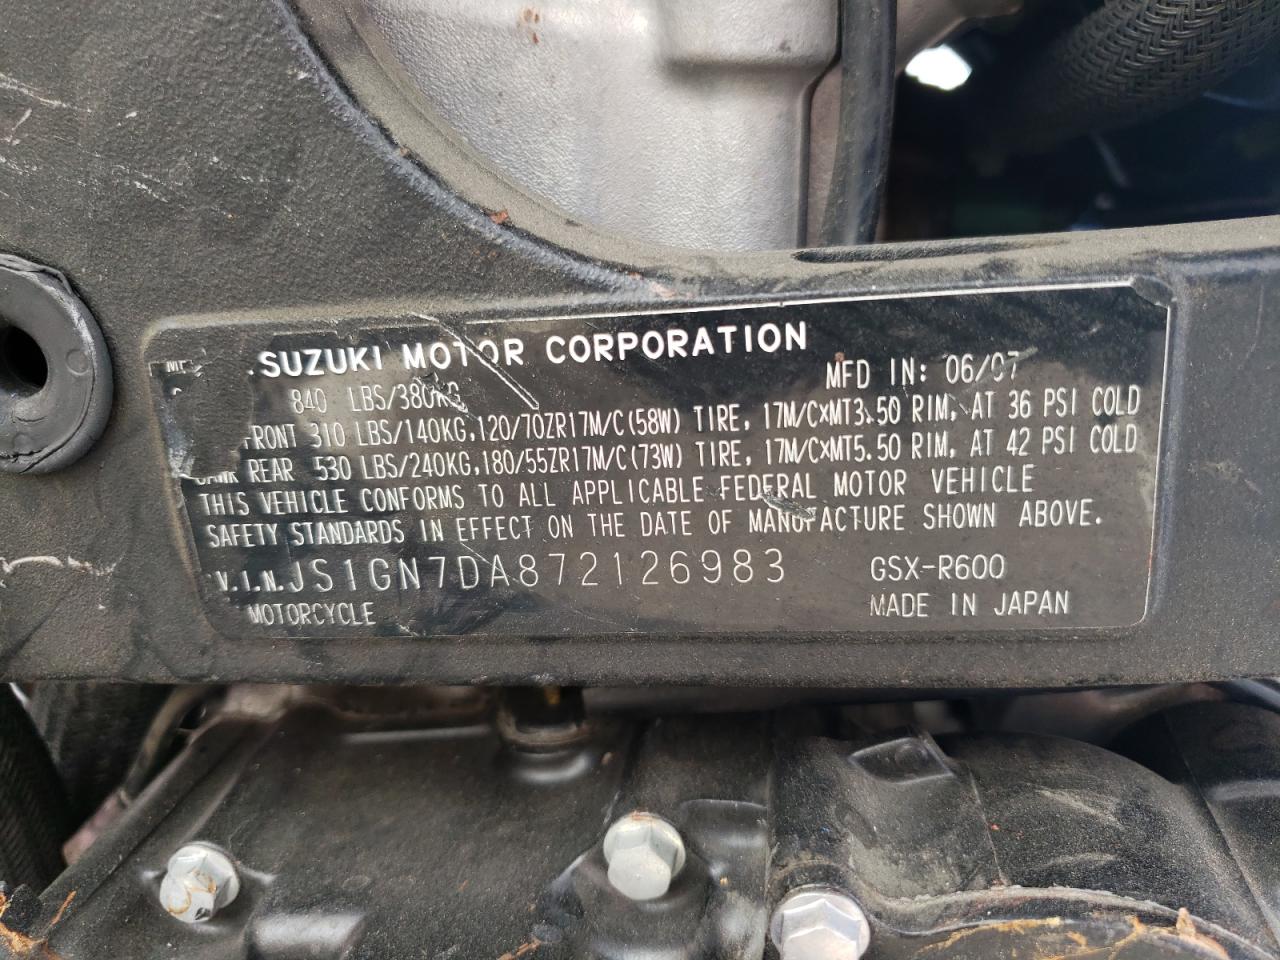 SUZUKI MOTOR CORPORATION
MFD IN: 06/07
840 LBS/380KG
FRONT 310 LBS/140KG,120/70ZR17M/C(58W) TIRE, 17M/CXMT3.50 RIM, AT 36 PSI COLD
REAR 530 LBS/240KG,180/55ZR17M/C(73W) TIRE, 17M/CXMT5.50 RIM, AT 42 PSI COLD
THIS VEHICLE CONFORMS TO ALL APPLICABLE FEDERAL MOTOR VEHICLE
SAFETY STANDARDS IN EFFECT ON THE DATE OF MANUFACTURE SHOWN ABOVE.
V.I.N. JS1GN7DA872126983 GSX-R600
MOTORCYCLE MADE IN JAPAN